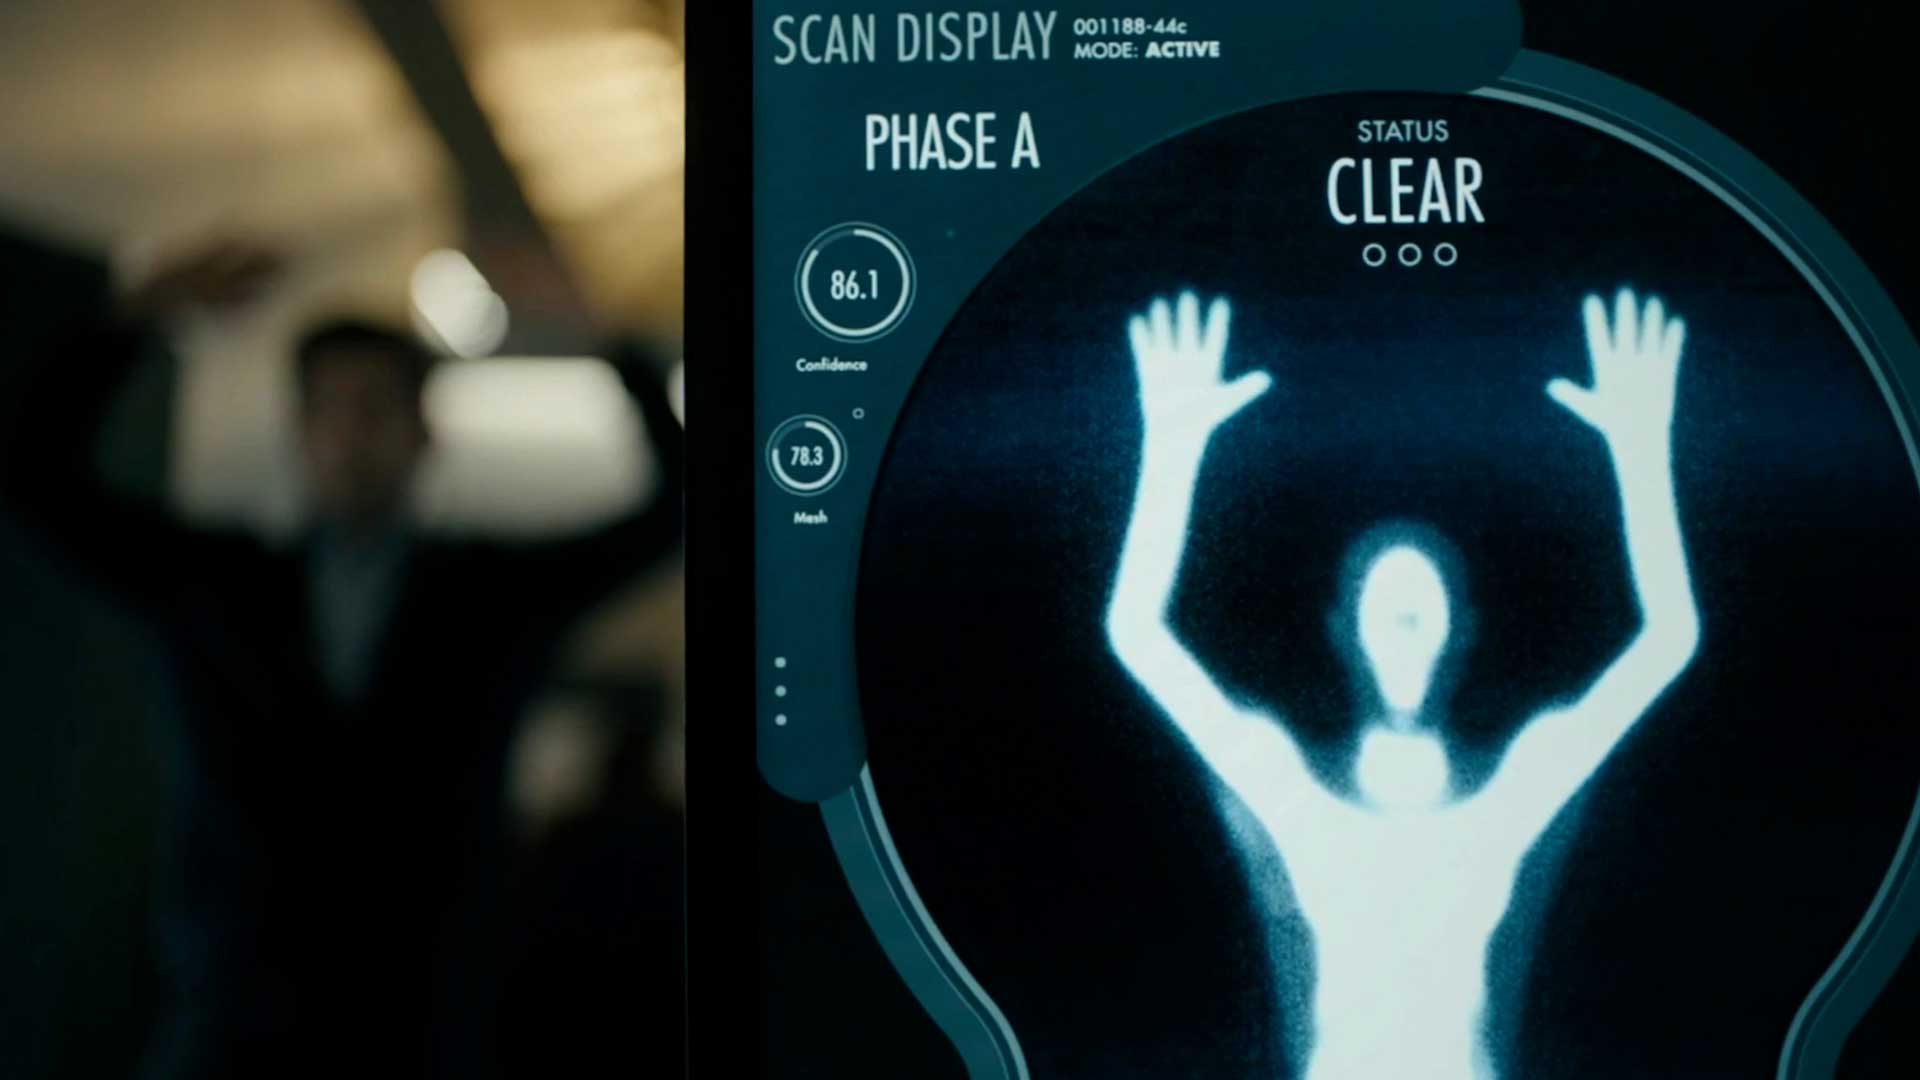 SCAN DISPLAY
001188-44c
MODE: ACTIVE
PHASE A
STATUS
CLEAR
86.1
Confidence
78.3
Mesh